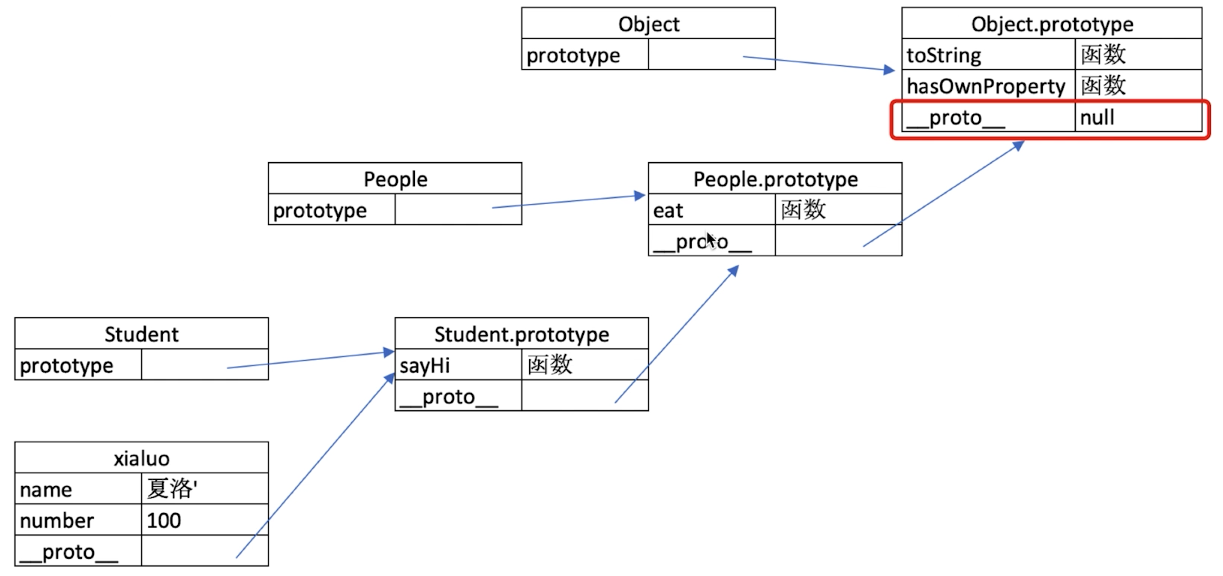 Object
prototype
Object.prototype
toString 函数
hasOwnProperty 函数
__proto__ null
People
prototype
People.prototype
eat 函数
__proto__
Student
prototype
Student.prototype
sayHi 函数
__proto__
xialuo
name 夏洛'
number 100
__proto__